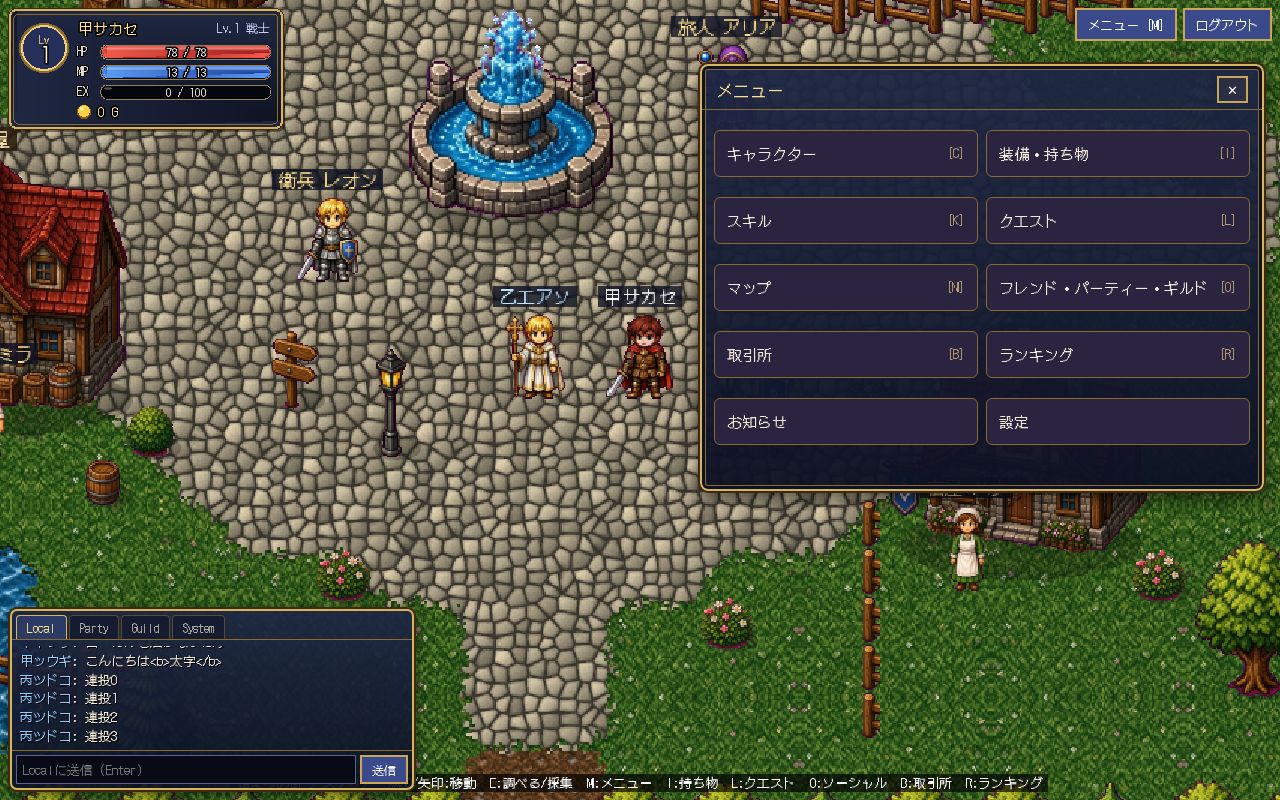 Lv
1
甲サカセ Lv.1 戦士
HP 78 / 78
MP 13 / 13
EX 0 / 100
0 G
旅人 アリア
メニュー [M]
ログアウト
メニュー
×
キャラクター [C]
装備・持ち物 [I]
スキル [K]
クエスト [L]
マップ [N]
フレンド・パーティー・ギルド [O]
取引所 [B]
ランキング [R]
お知らせ
設定
衛兵 レオン
乙エアソ
甲サカセ
屋
ミラ
Local Party Guild System
甲ッウギ: こんにちは<b>太字</b>
丙ツドコ: 連投0
丙ツドコ: 連投1
丙ツドコ: 連投2
丙ツドコ: 連投3
Localに送信 (Enter)
送信
矢印:移動 E:調べる/採集 M:メニュー I:持ち物 L:クエスト O:ソーシャル B:取引所 R:ランキング